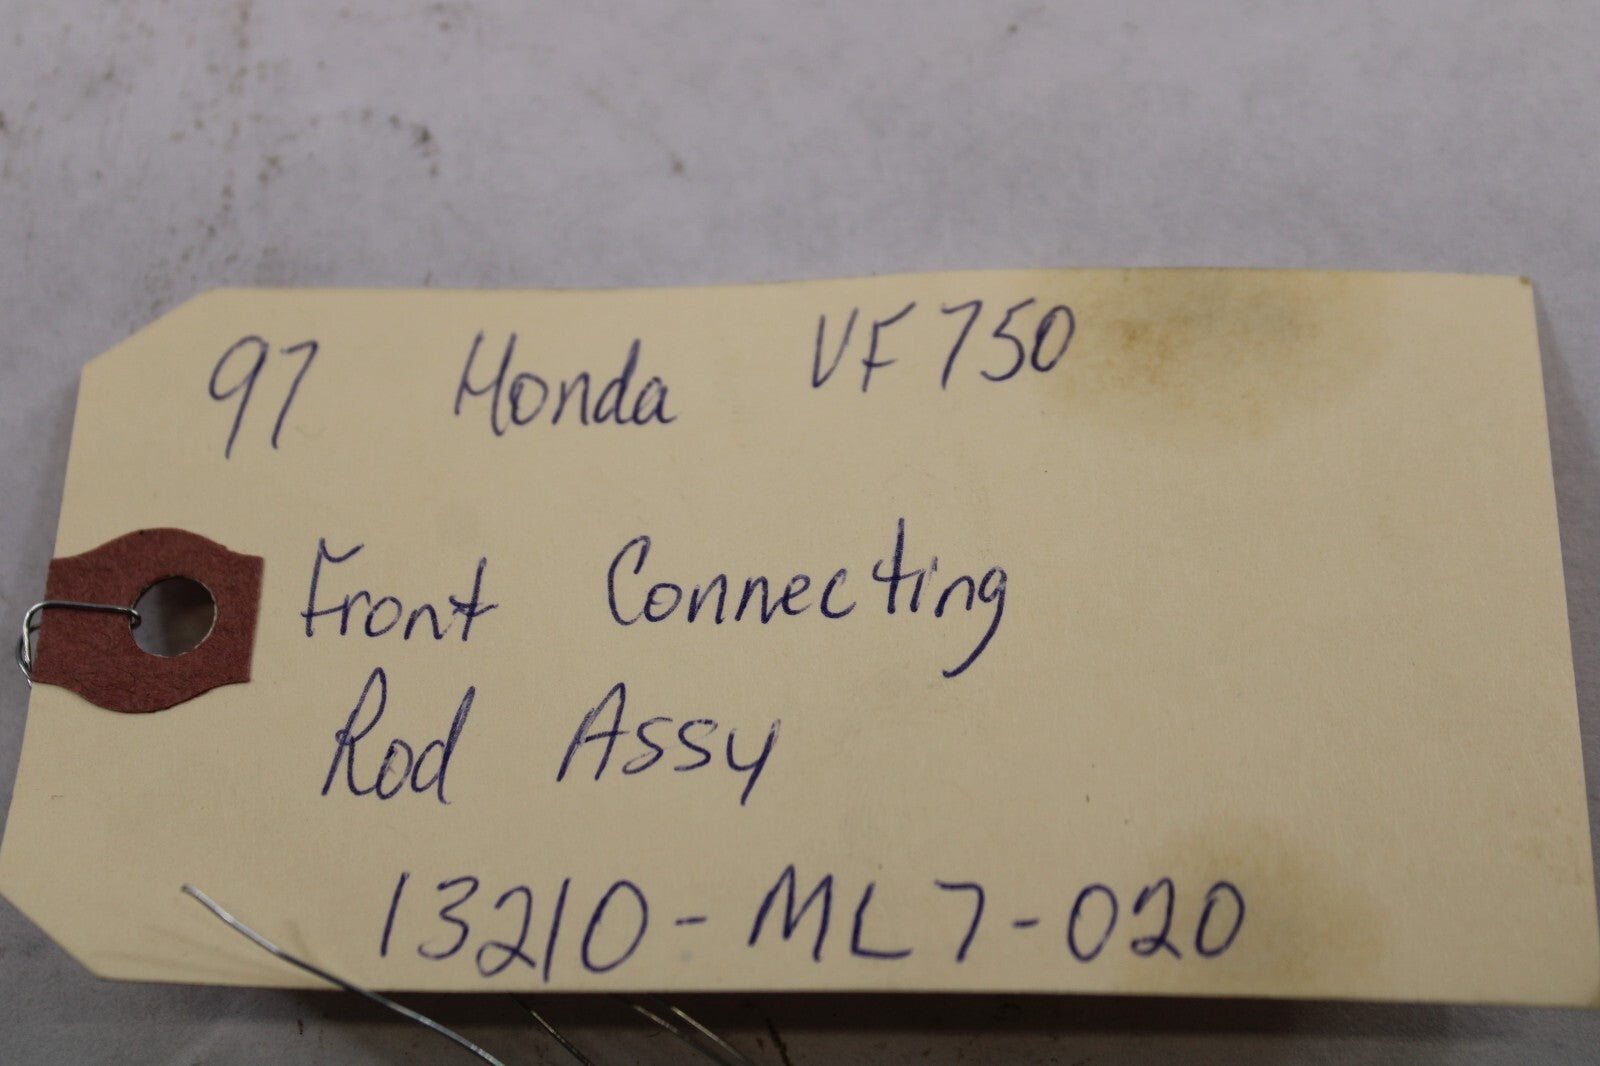 97 Honda VF750
Front Connecting
Rod Assy
13210-ML7-020